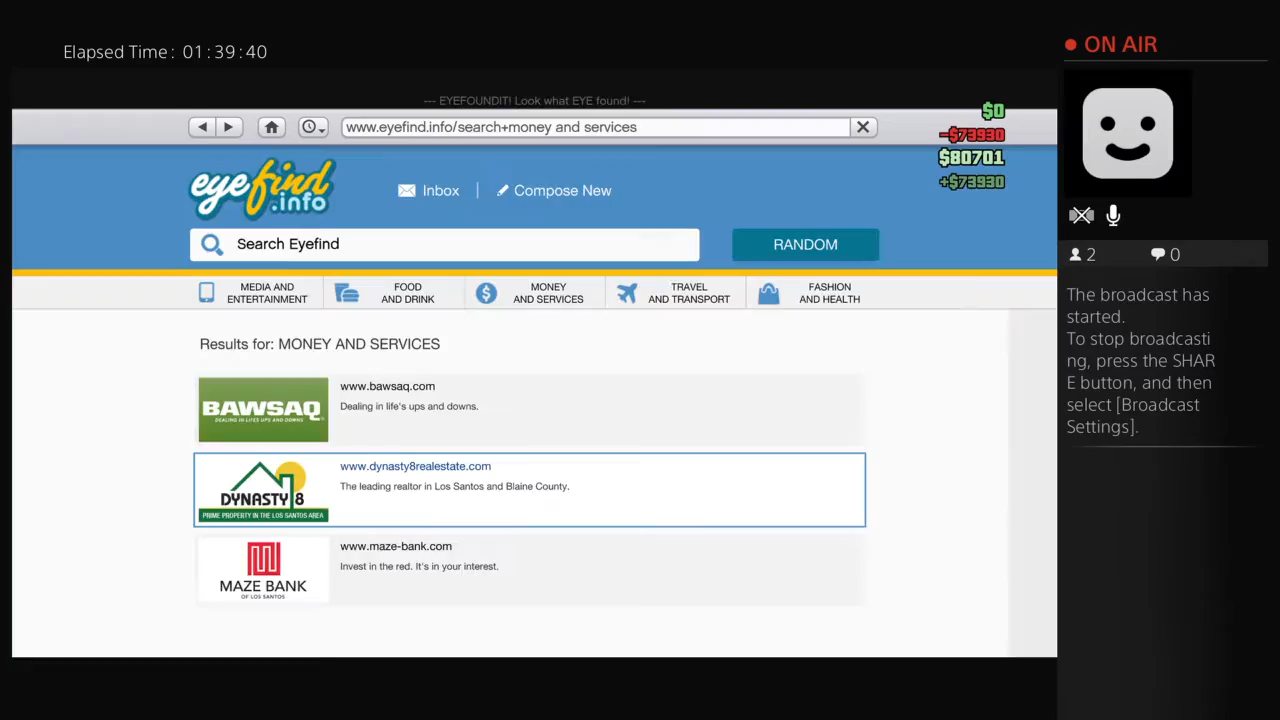 Elapsed Time: 01:39:40
ON AIR
--- EYEFOUNDIT! Look what EYE found! ---
www.eyefind.info/search+money and services
$0
-$73930
$80701
+$73930
eyefind
.info
Inbox
Compose New
Search Eyefind
RANDOM
MEDIA AND
ENTERTAINMENT
FOOD
AND DRINK
MONEY
AND SERVICES
TRAVEL
AND TRANSPORT
FASHION
AND HEALTH
Results for: MONEY AND SERVICES
BAWSAQ
DEALING IN LIFE'S UPS AND DOWNS
www.bawsaq.com
Dealing in life's ups and downs.
DYNASTY 8
PRIME PROPERTY IN THE LOS SANTOS AREA
www.dynasty8realestate.com
The leading realtor in Los Santos and Blaine County.
MAZE BANK
OF LOS SANTOS
www.maze-bank.com
Invest in the red. It's in your interest.
2
0
The broadcast has
started.
To stop broadcasti
ng, press the SHAR
E button, and then
select [Broadcast
Settings].